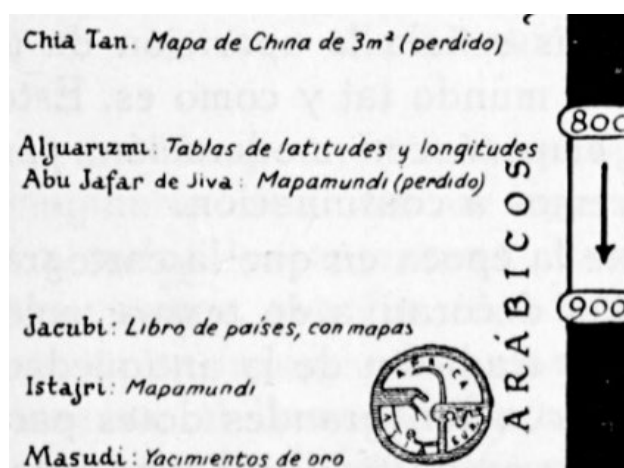 Chia Tan. Mapa de China de 3m² (perdido)
800
Aljuarizmi: Tablas de latitudes y longitudes
Abu Jafar de Jiva: Mapamundi (perdido)
ARÁBICOS
900
Jacubi: Libro de países, con mapas
Istajri: Mapamundi
Masudi: Yacimientos de oro